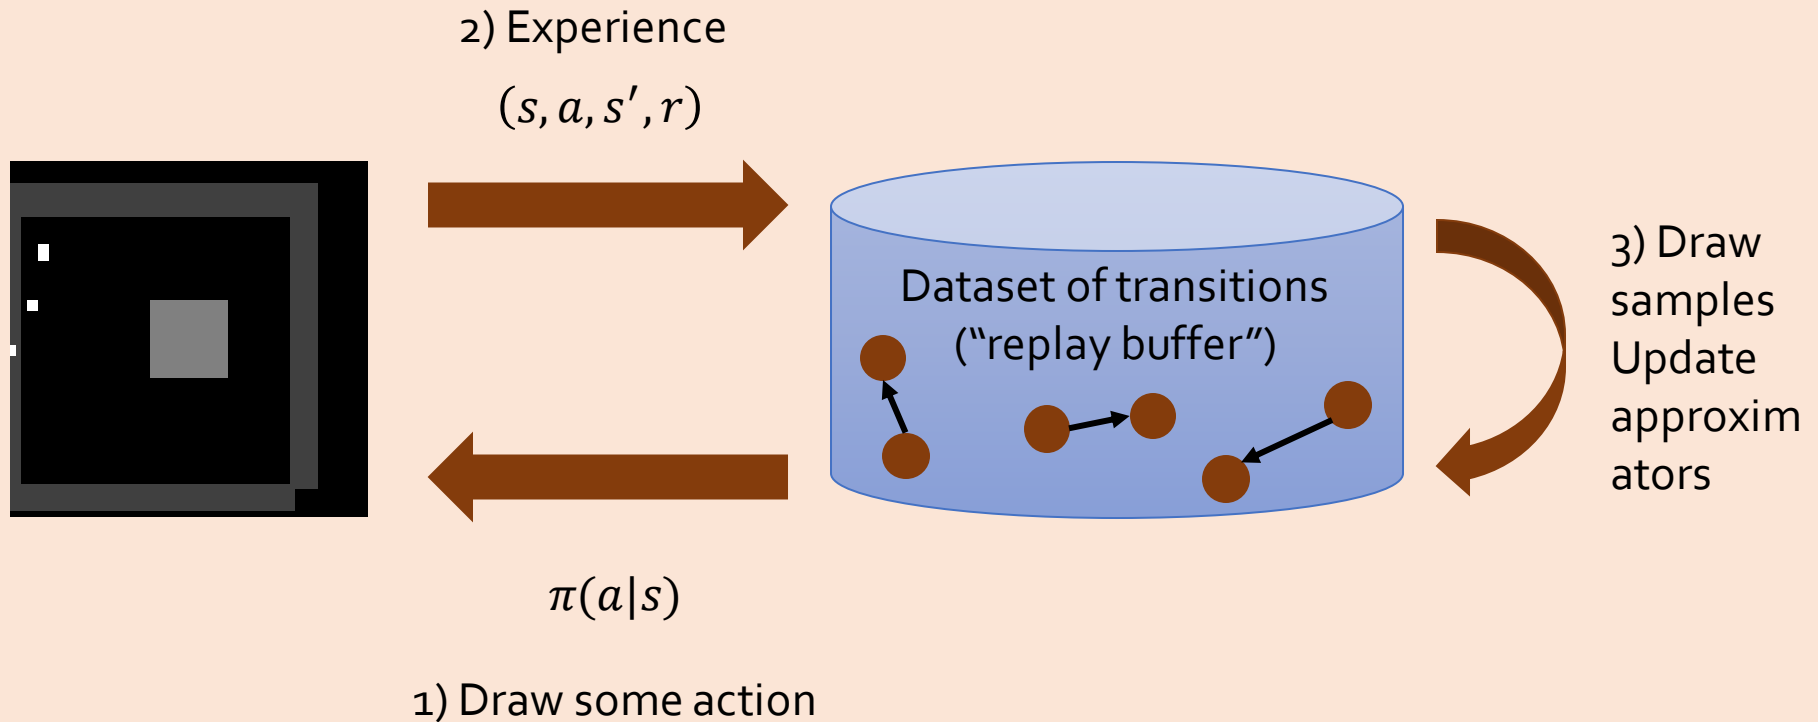 2) Experience
(s, a, s′, r)
Dataset of transitions
(“replay buffer”)
3) Draw
samples
Update
approxim
ators
π(a|s)
1) Draw some action